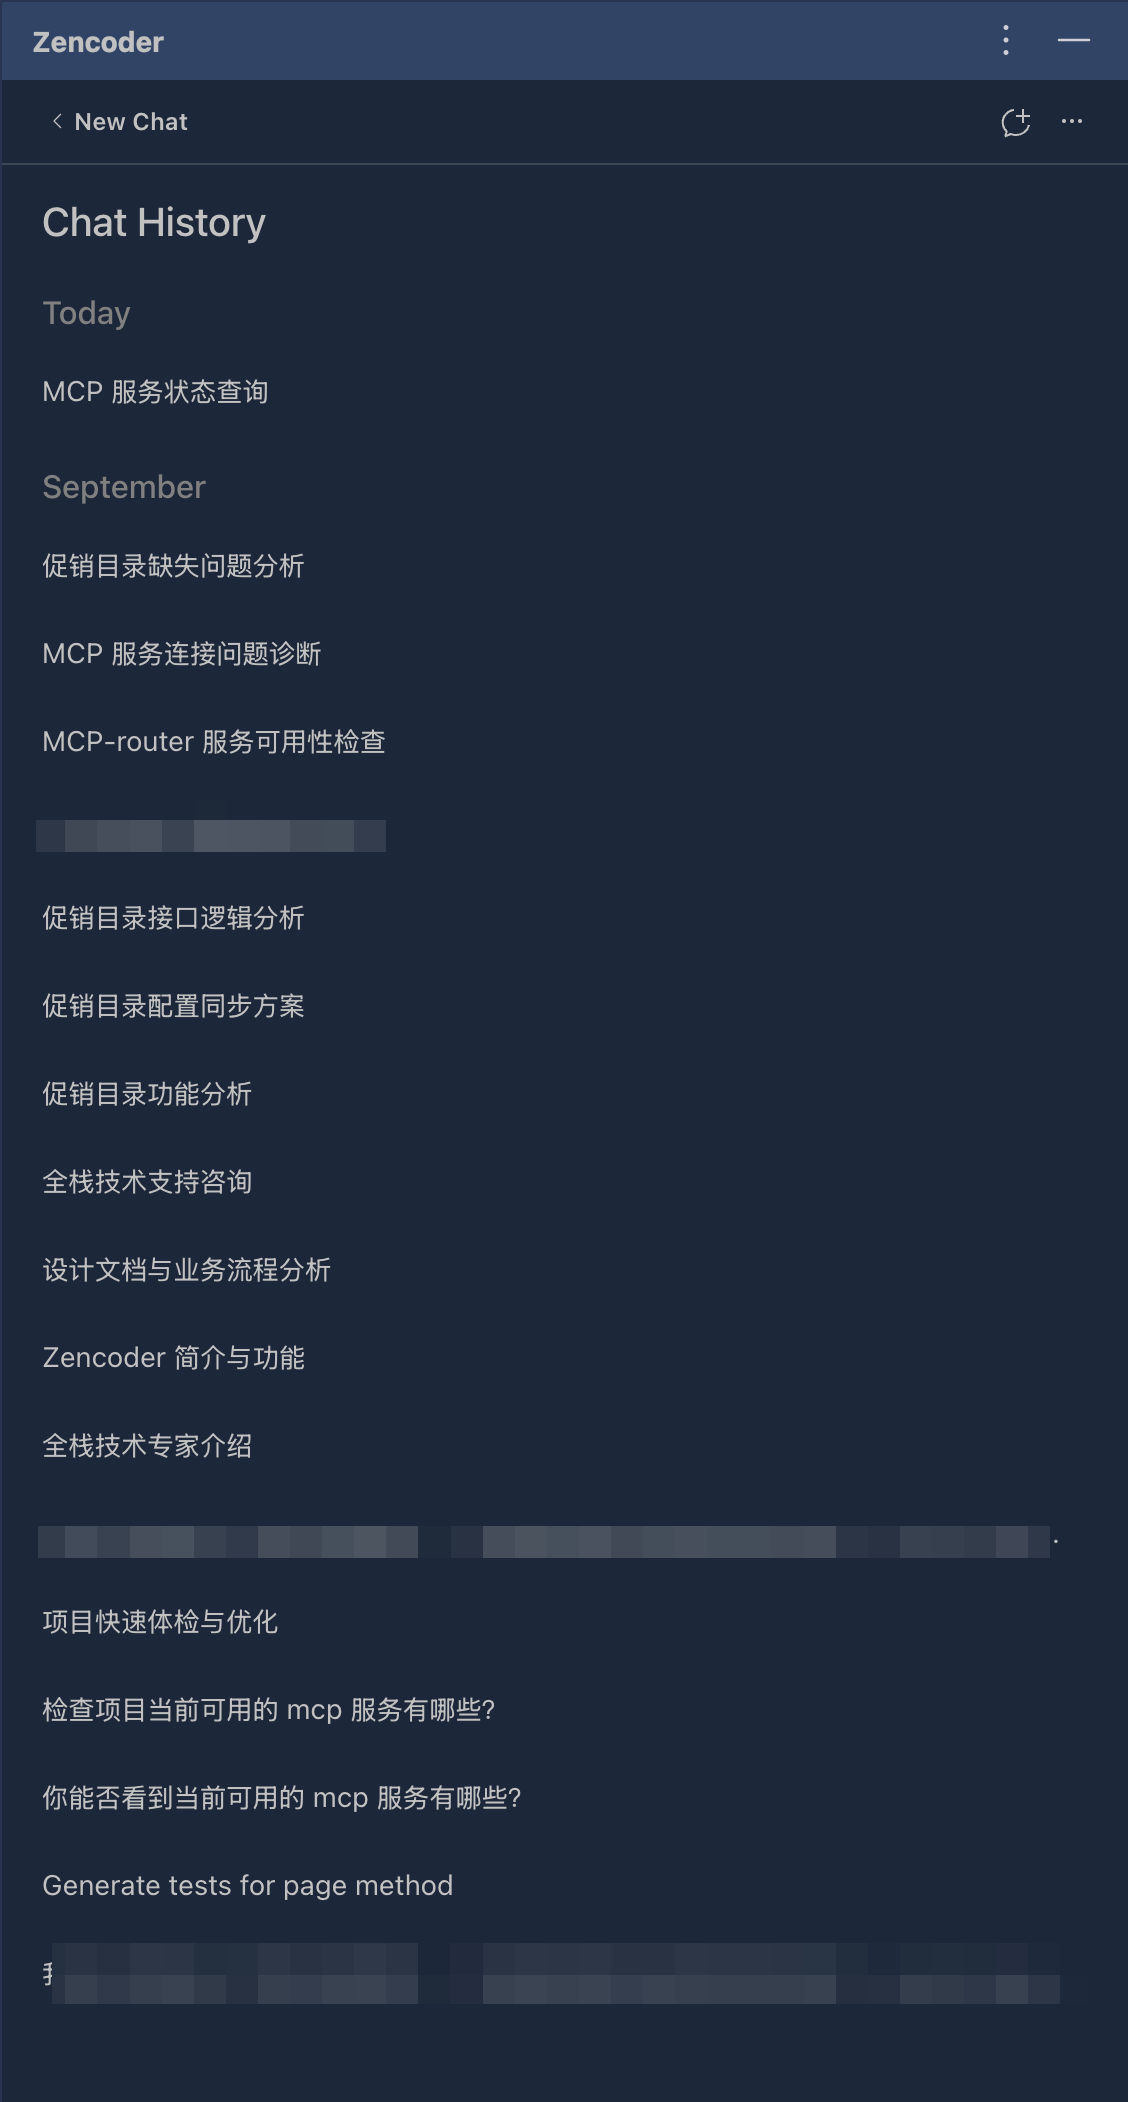 Zencoder
New Chat
Chat History
Today
MCP 服务状态查询
September
促销目录缺失问题分析
MCP 服务连接问题诊断
MCP-router 服务可用性检查
促销目录接口逻辑分析
促销目录配置同步方案
促销目录功能分析
全栈技术支持咨询
设计文档与业务流程分析
Zencoder 简介与功能
全栈技术专家介绍
项目快速体检与优化
检查项目当前可用的 mcp 服务有哪些?
你能否看到当前可用的 mcp 服务有哪些?
Generate tests for page method